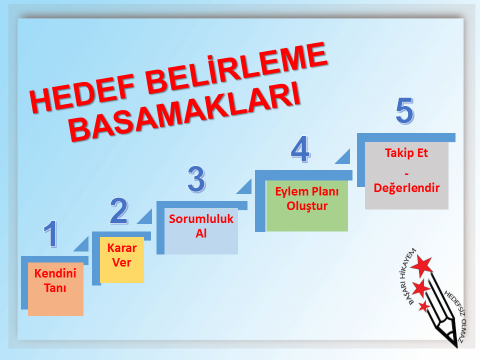 HEDEF BELİRLEME
BASAMAKLARI
1
Kendini
Tanı
2
Karar
Ver
3
Sorumluluk
Al
4
Eylem Planı
Oluştur
5
Takip Et
-
Değerlendir
BAŞARI HİKAYEM
HEDEFSİZ OLMAZ